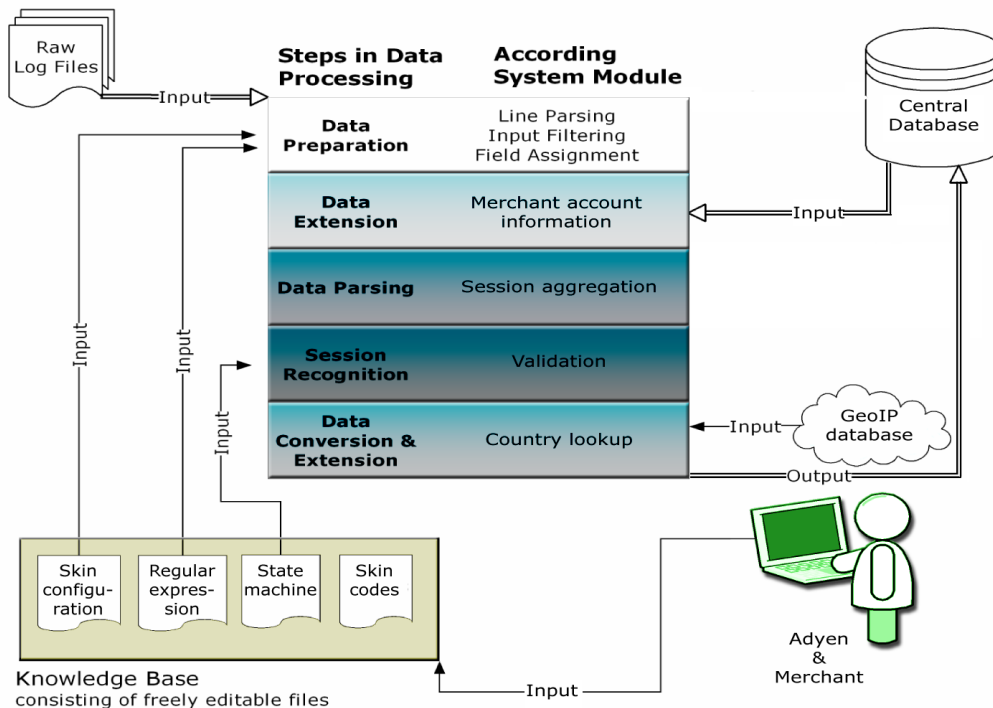 Raw
Log Files
Input
Steps in Data
Processing
According
System Module
Data
Preparation
Line Parsing
Input Filtering
Field Assignment
Data
Extension
Merchant account
information
Data Parsing
Session aggregation
Session
Recognition
Validation
Data
Conversion &
Extension
Country lookup
Central
Database
Input
GeoIP
database
Input
Output
Input
Input
Input
Skin
configu-
ration
Regular
expres-
sion
State
machine
Skin
codes
Knowledge Base
consisting of freely editable files
Input
Adyen
&
Merchant